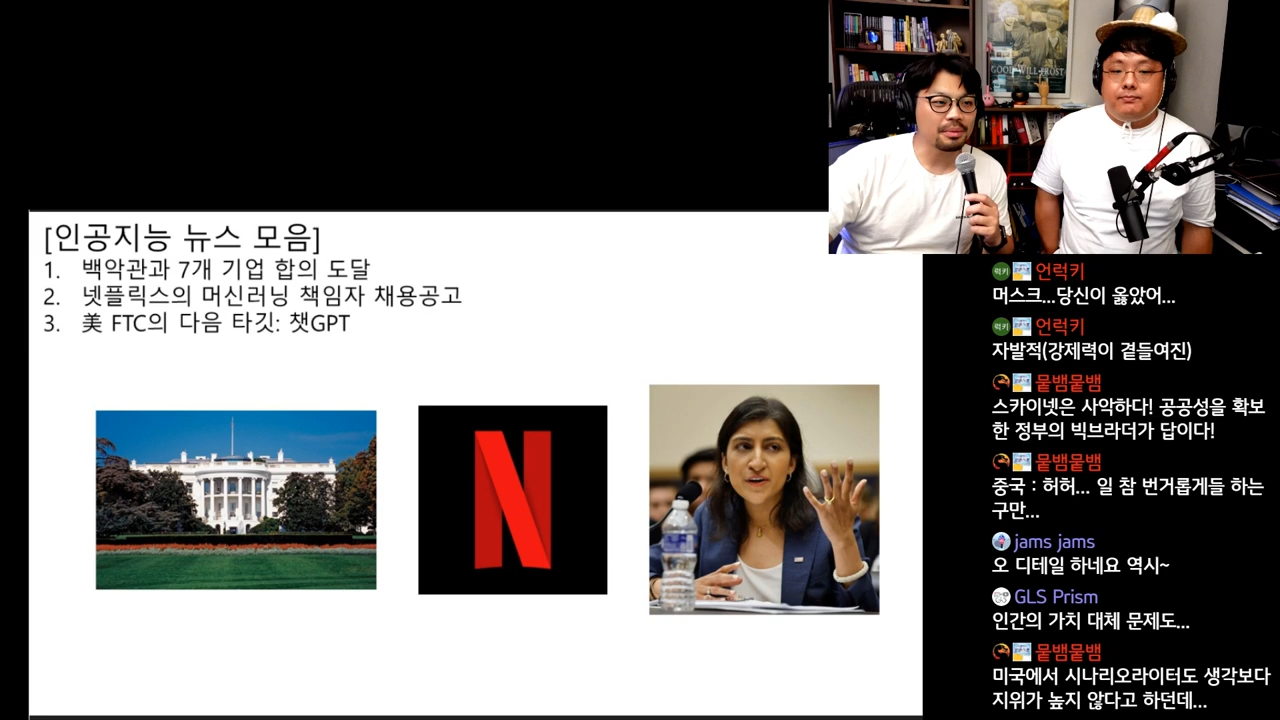 GOOD WILL FROST
[인공지능 뉴스 모음]
1. 백악관과 7개 기업 합의 도달
2. 넷플릭스의 머신러닝 책임자 채용공고
3. 美 FTC의 다음 타깃: 챗GPT
N
럭키 언럭키
머스크...당신이 옳았어...
럭키 언럭키
자발적(강제력이 곁들여진)
뭍뱀뭍뱀
스카이넷은 사악하다! 공공성을 확보
한 정부의 빅브라더가 답이다!
뭍뱀뭍뱀
중국 : 허허... 일 참 번거롭게들 하는
구만...
jams jams
오 디테일 하네요 역시~
GLS Prism
인간의 가치 대체 문제도...
뭍뱀뭍뱀
미국에서 시나리오라이터도 생각보다
지위가 높지 않다고 하던데...